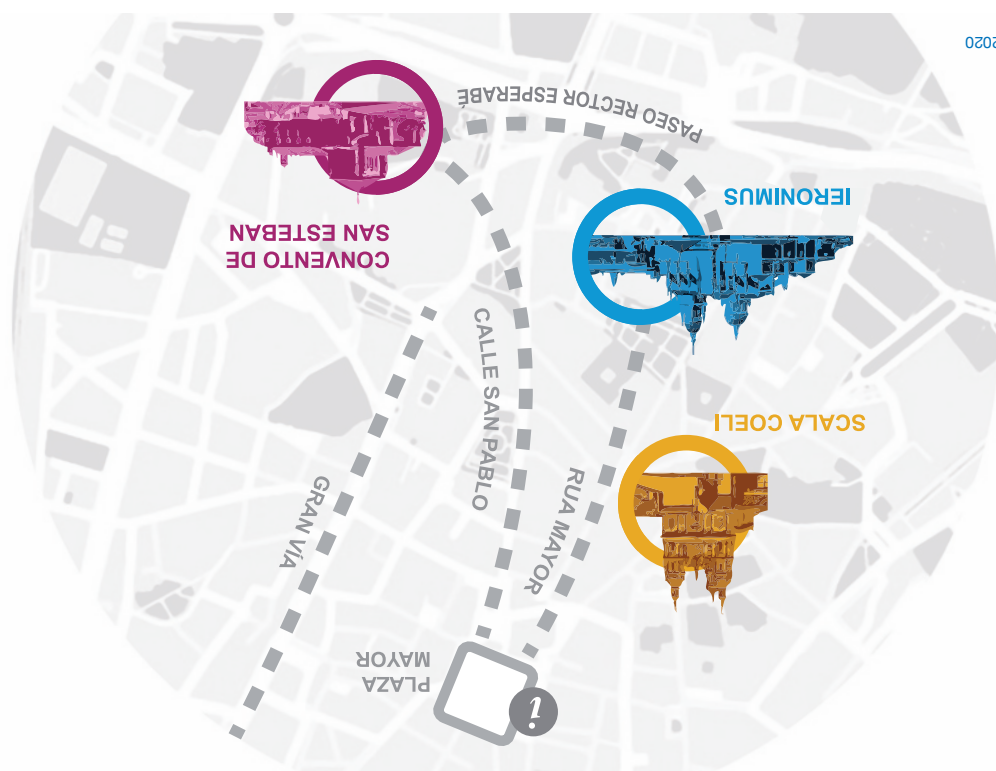 i
PLAZA
MAYOR
RUA MAYOR
GRAN VÍA
SCALA COELI
CALLE SAN PABLO
CONVENTO DE
SAN ESTEBAN
IERONIMUS
PASEO RECTOR ESPERABÉ
2020